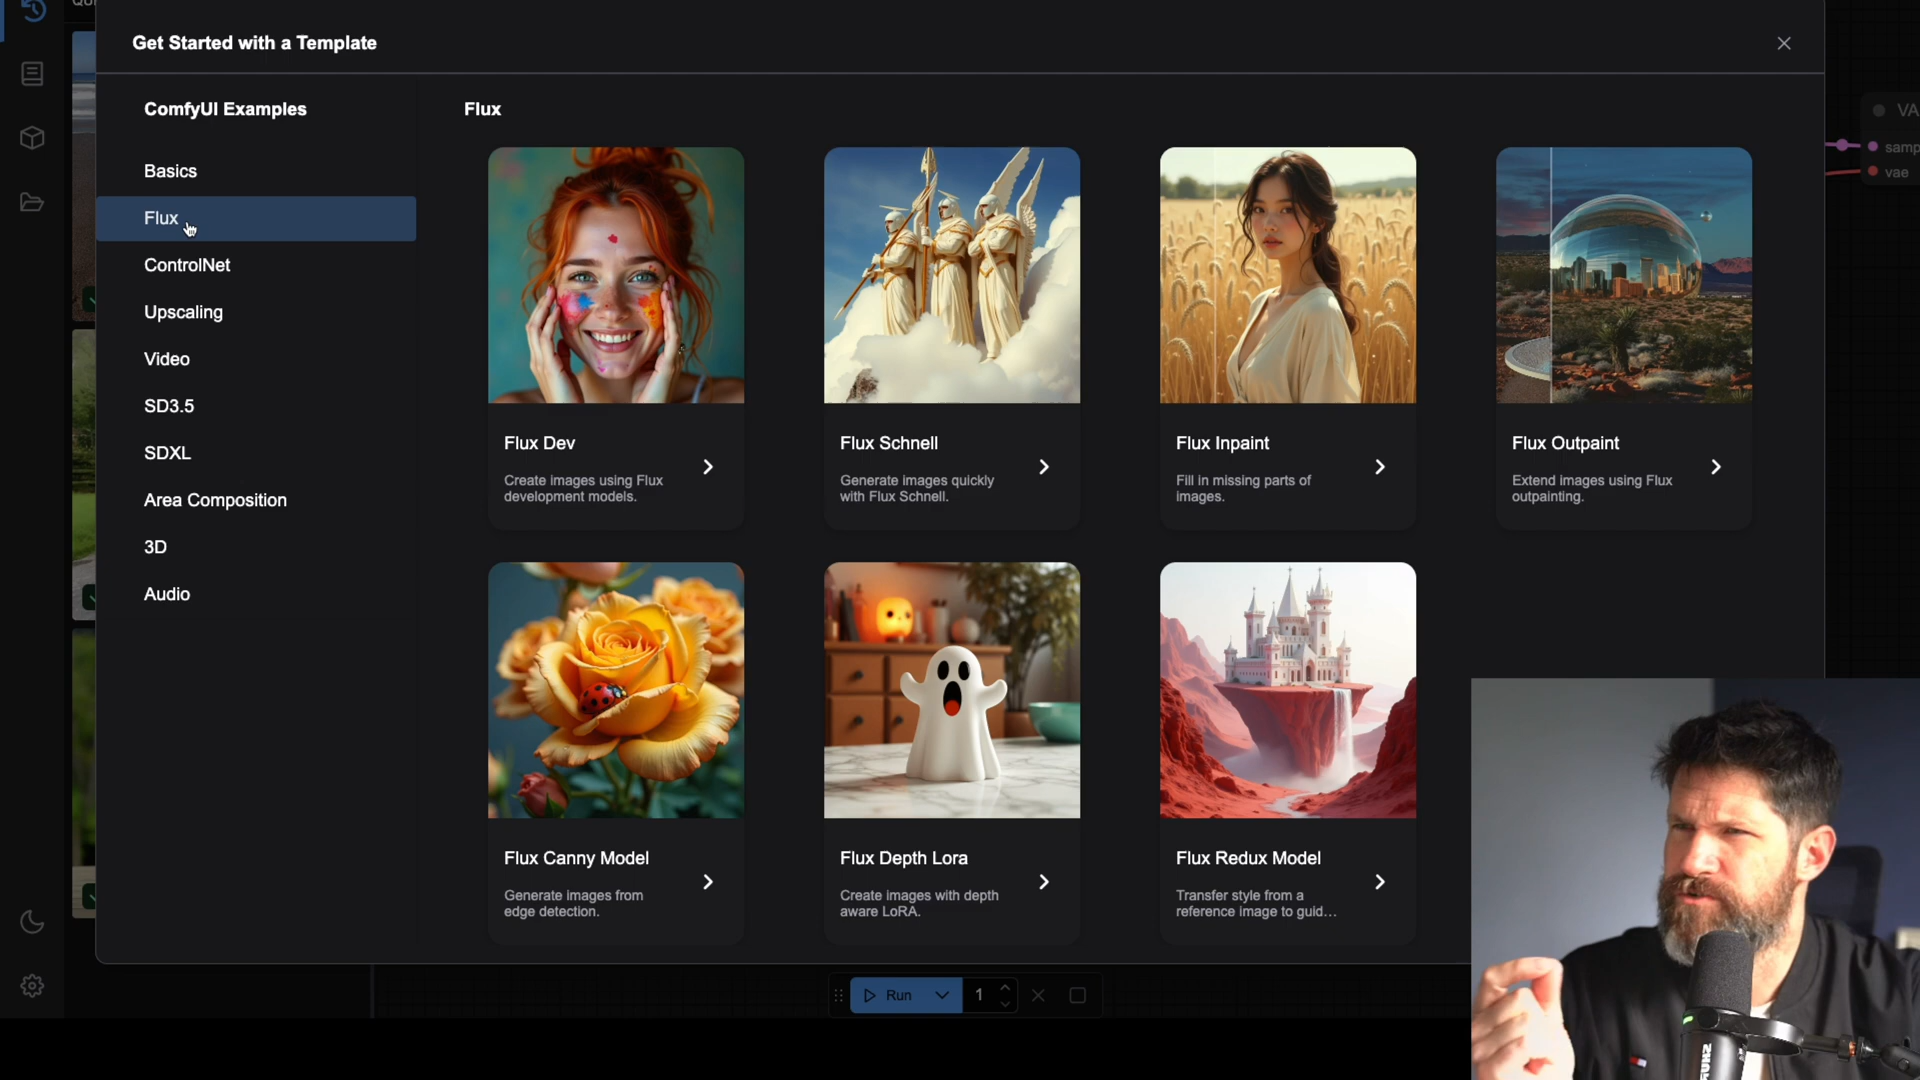 Get Started with a Template
ComfyUI Examples
Basics
Flux
ControlNet
Upscaling
Video
SD3.5
SDXL
Area Composition
3D
Audio
Flux
Flux Dev
Create images using Flux
development models.
Flux Schnell
Generate images quickly
with Flux Schnell.
Flux Inpaint
Fill in missing parts of
images.
Flux Outpaint
Extend images using Flux
outpainting.
Flux Canny Model
Generate images from
edge detection.
Flux Depth Lora
Create images with depth
aware LoRA.
Flux Redux Model
Transfer style from a
reference image to guid...
VA
samp
vae
Run
1